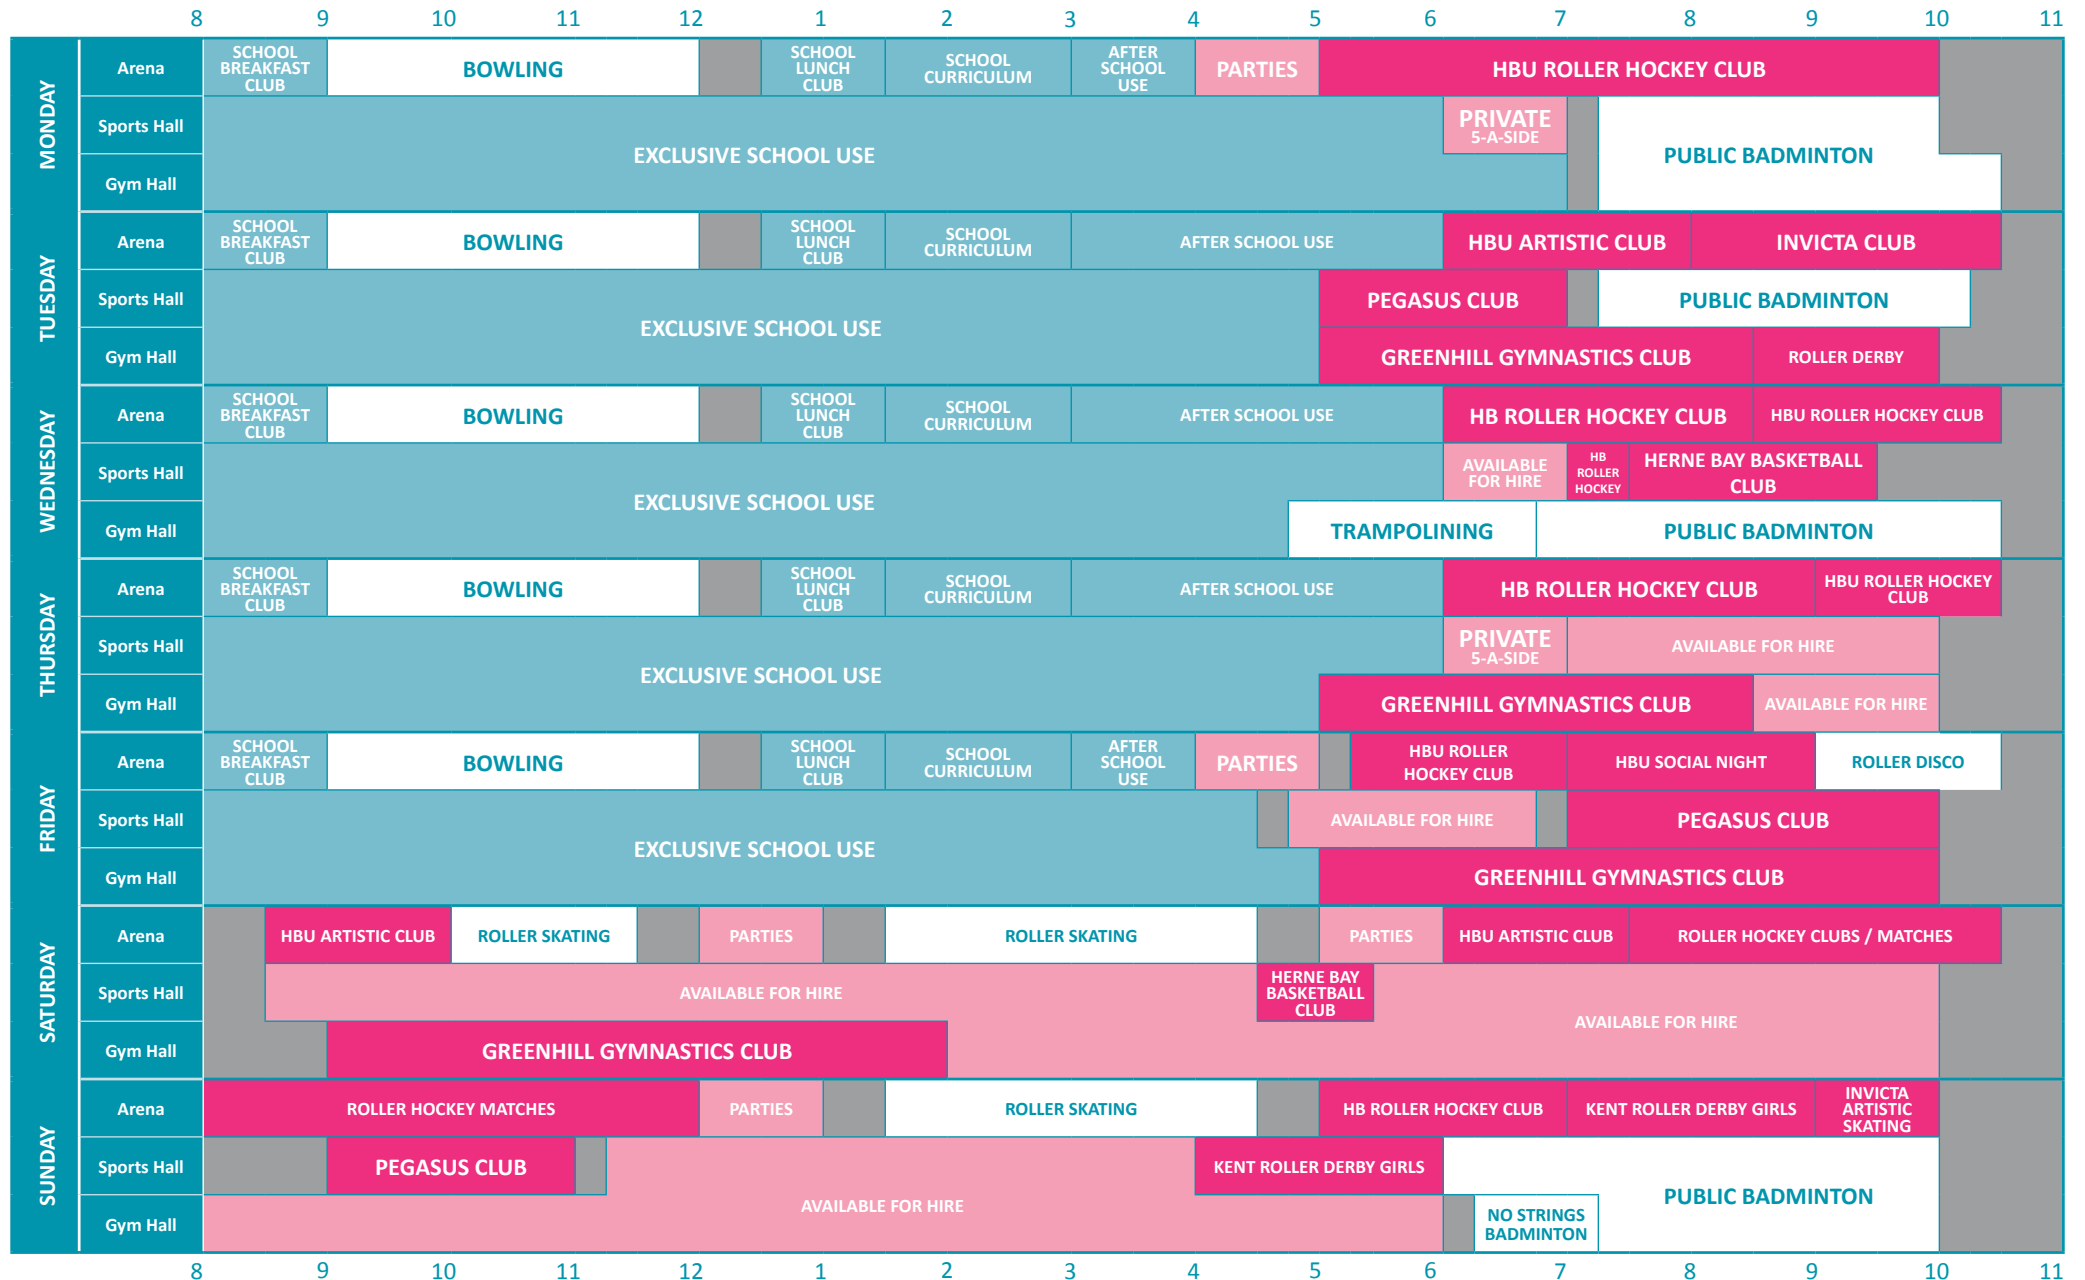 8 9 10 11 12 1 2 3 4 5 6 7 8 9 10 11
MONDAY
Arena
SCHOOL
BREAKFAST
CLUB
BOWLING
SCHOOL
LUNCH
CLUB
SCHOOL
CURRICULUM
AFTER
SCHOOL
USE
PARTIES
HBU ROLLER HOCKEY CLUB
Sports Hall
EXCLUSIVE SCHOOL USE
PRIVATE
5-A-SIDE
PUBLIC BADMINTON
Gym Hall
TUESDAY
Arena
SCHOOL
BREAKFAST
CLUB
BOWLING
SCHOOL
LUNCH
CLUB
SCHOOL
CURRICULUM
AFTER SCHOOL USE
HBU ARTISTIC CLUB
INVICTA CLUB
Sports Hall
EXCLUSIVE SCHOOL USE
PEGASUS CLUB
PUBLIC BADMINTON
Gym Hall
GREENHILL GYMNASTICS CLUB
ROLLER DERBY
WEDNESDAY
Arena
SCHOOL
BREAKFAST
CLUB
BOWLING
SCHOOL
LUNCH
CLUB
SCHOOL
CURRICULUM
AFTER SCHOOL USE
HB ROLLER HOCKEY CLUB
HBU ROLLER HOCKEY CLUB
Sports Hall
EXCLUSIVE SCHOOL USE
AVAILABLE
FOR HIRE
HB
ROLLER
HOCKEY
HERNE BAY BASKETBALL
CLUB
Gym Hall
TRAMPOLINING
PUBLIC BADMINTON
THURSDAY
Arena
SCHOOL
BREAKFAST
CLUB
BOWLING
SCHOOL
LUNCH
CLUB
SCHOOL
CURRICULUM
AFTER SCHOOL USE
HB ROLLER HOCKEY CLUB
HBU ROLLER HOCKEY
CLUB
Sports Hall
EXCLUSIVE SCHOOL USE
PRIVATE
5-A-SIDE
AVAILABLE FOR HIRE
Gym Hall
GREENHILL GYMNASTICS CLUB
AVAILABLE FOR HIRE
FRIDAY
Arena
SCHOOL
BREAKFAST
CLUB
BOWLING
SCHOOL
LUNCH
CLUB
SCHOOL
CURRICULUM
AFTER
SCHOOL
USE
PARTIES
HBU ROLLER
HOCKEY CLUB
HBU SOCIAL NIGHT
ROLLER DISCO
Sports Hall
EXCLUSIVE SCHOOL USE
AVAILABLE FOR HIRE
PEGASUS CLUB
Gym Hall
GREENHILL GYMNASTICS CLUB
SATURDAY
Arena
HBU ARTISTIC CLUB
ROLLER SKATING
PARTIES
ROLLER SKATING
PARTIES
HBU ARTISTIC CLUB
ROLLER HOCKEY CLUBS / MATCHES
Sports Hall
AVAILABLE FOR HIRE
HERNE BAY
BASKETBALL
CLUB
AVAILABLE FOR HIRE
Gym Hall
GREENHILL GYMNASTICS CLUB
SUNDAY
Arena
ROLLER HOCKEY MATCHES
PARTIES
ROLLER SKATING
HB ROLLER HOCKEY CLUB
KENT ROLLER DERBY GIRLS
INVICTA
ARTISTIC
SKATING
Sports Hall
PEGASUS CLUB
AVAILABLE FOR HIRE
KENT ROLLER DERBY GIRLS
PUBLIC BADMINTON
Gym Hall
NO STRINGS
BADMINTON
8 9 10 11 12 1 2 3 4 5 6 7 8 9 10 11